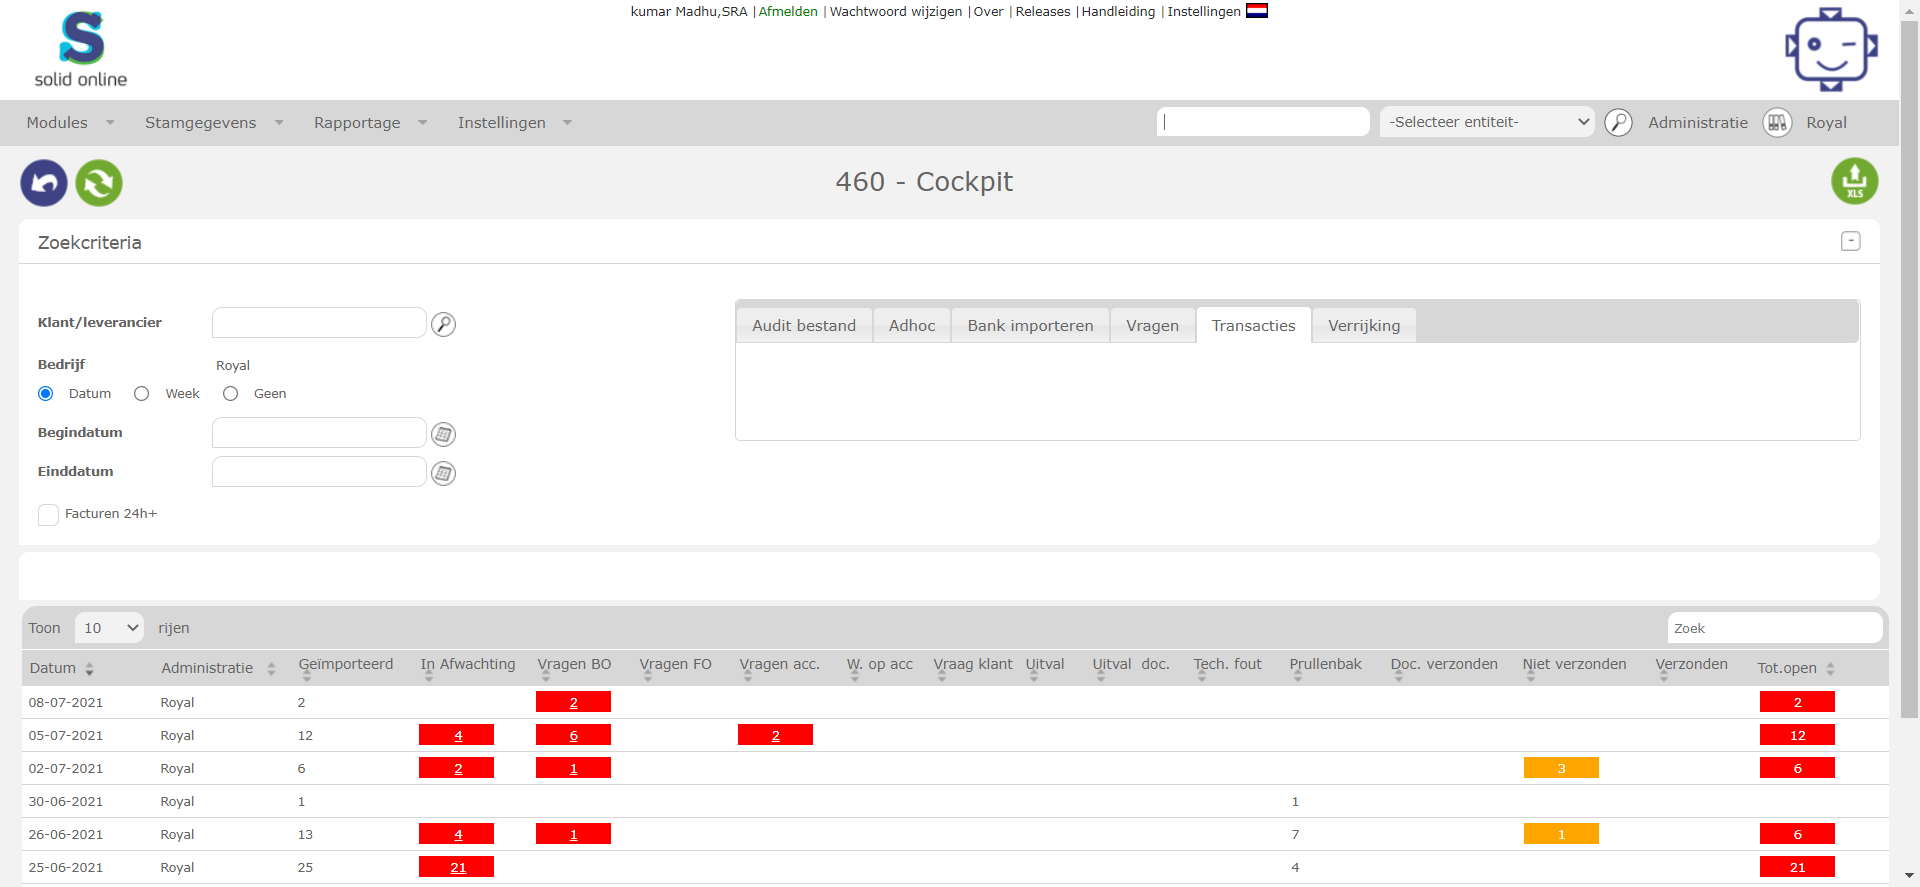 kumar Madhu,SRA |Afmelden |Wachtwoord wijzigen |Over |Releases |Handleiding |Instellingen
S
solid online
Modules Stamgegevens Rapportage Instellingen -Selecteer entiteit- Administratie Royal
460 - Cockpit
XLS
Zoekcriteria -
Klant/leverancier
Bedrijf Royal
Datum Week Geen
Begindatum
Einddatum
Facturen 24h+
Audit bestand Adhoc Bank importeren Vragen Transacties Verrijking
Toon 10 rijen Zoek
Datum Administratie Geïmporteerd In Afwachting Vragen BO Vragen FO Vragen acc. W. op acc Vraag klant Uitval Uitval doc. Tech. fout Prullenbak Doc. verzonden Niet verzonden Verzonden Tot.open
08-07-2021 Royal 2 2 2
05-07-2021 Royal 12 4 6 2 12
02-07-2021 Royal 6 2 1 3 6
30-06-2021 Royal 1 1
26-06-2021 Royal 13 4 1 7 1 6
25-06-2021 Royal 25 21 4 21